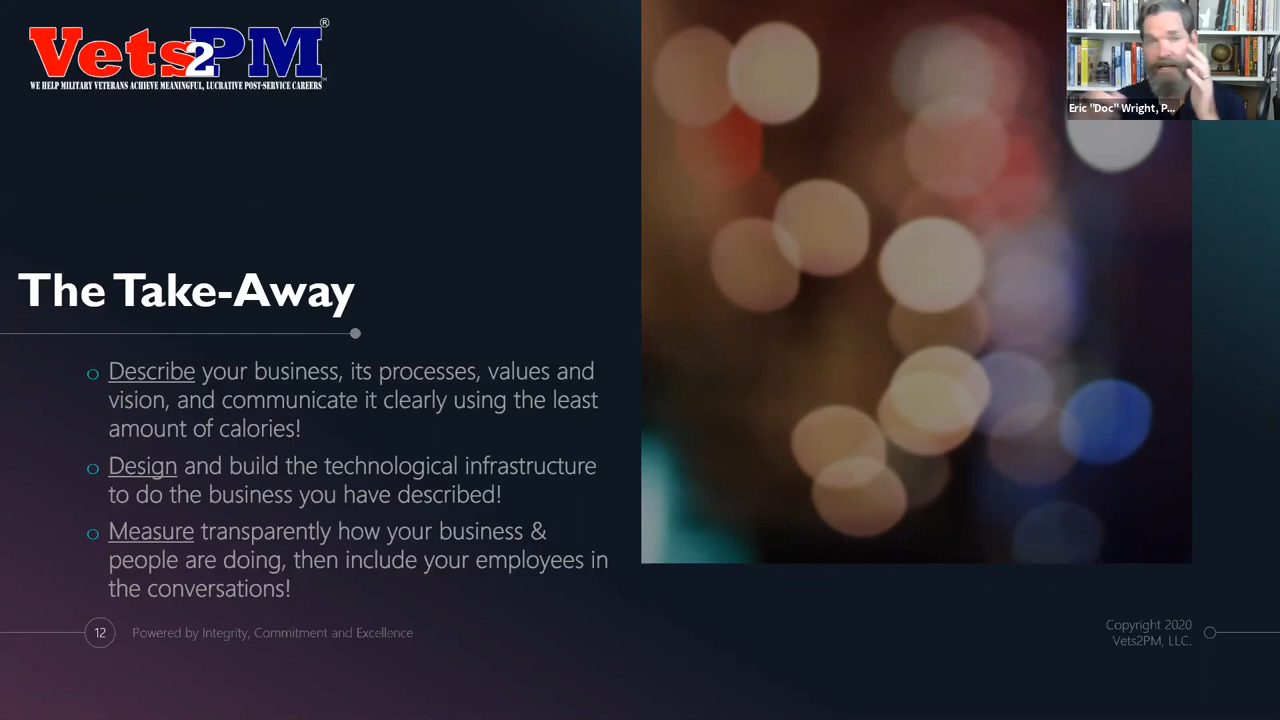 Vets2PM®
WE HELP MILITARY VETERANS ACHIEVE MEANINGFUL, LUCRATIVE POST-SERVICE CAREERS™
Eric "Doc" Wright, P...
The Take-Away
Describe your business, its processes, values and
vision, and communicate it clearly using the least
amount of calories!
Design and build the technological infrastructure
to do the business you have described!
Measure transparently how your business &
people are doing, then include your employees in
the conversations!
12
Powered by Integrity, Commitment and Excellence
Copyright 2020
Vets2PM, LLC.